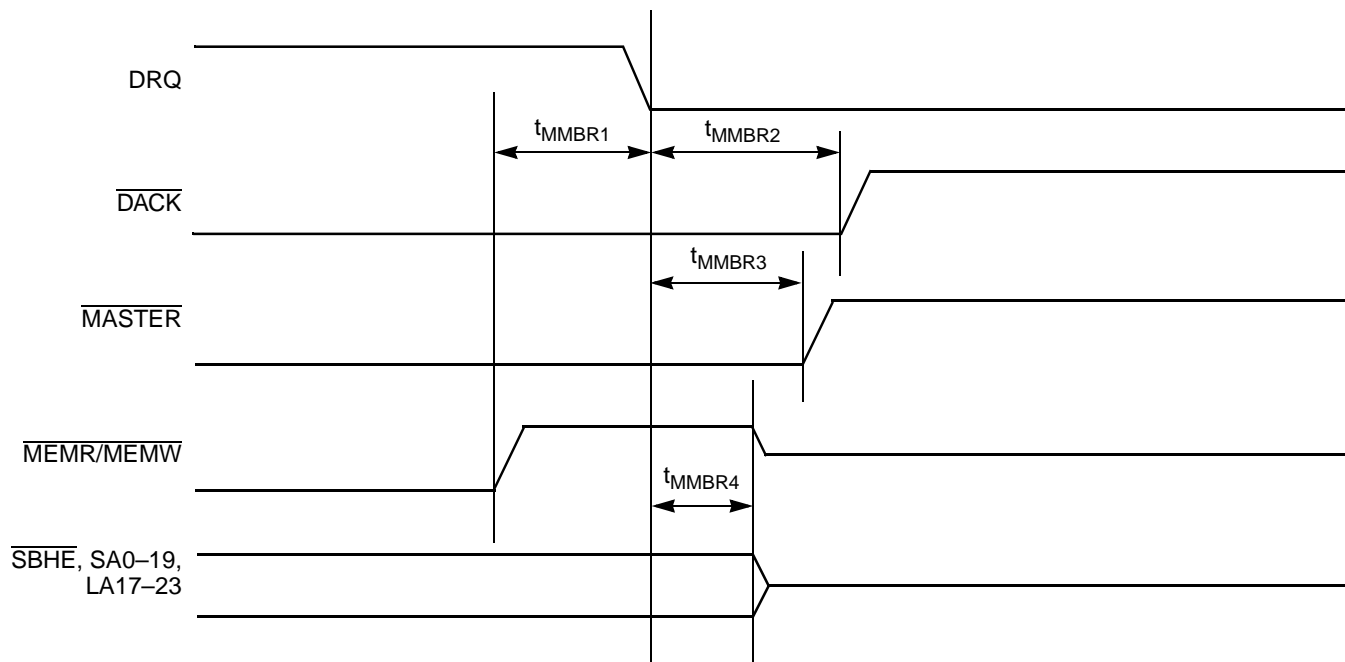 DRQ
tMMBR1
tMMBR2
DACK
tMMBR3
MASTER
MEMR/MEMW
tMMBR4
SBHE, SA0–19,
LA17–23